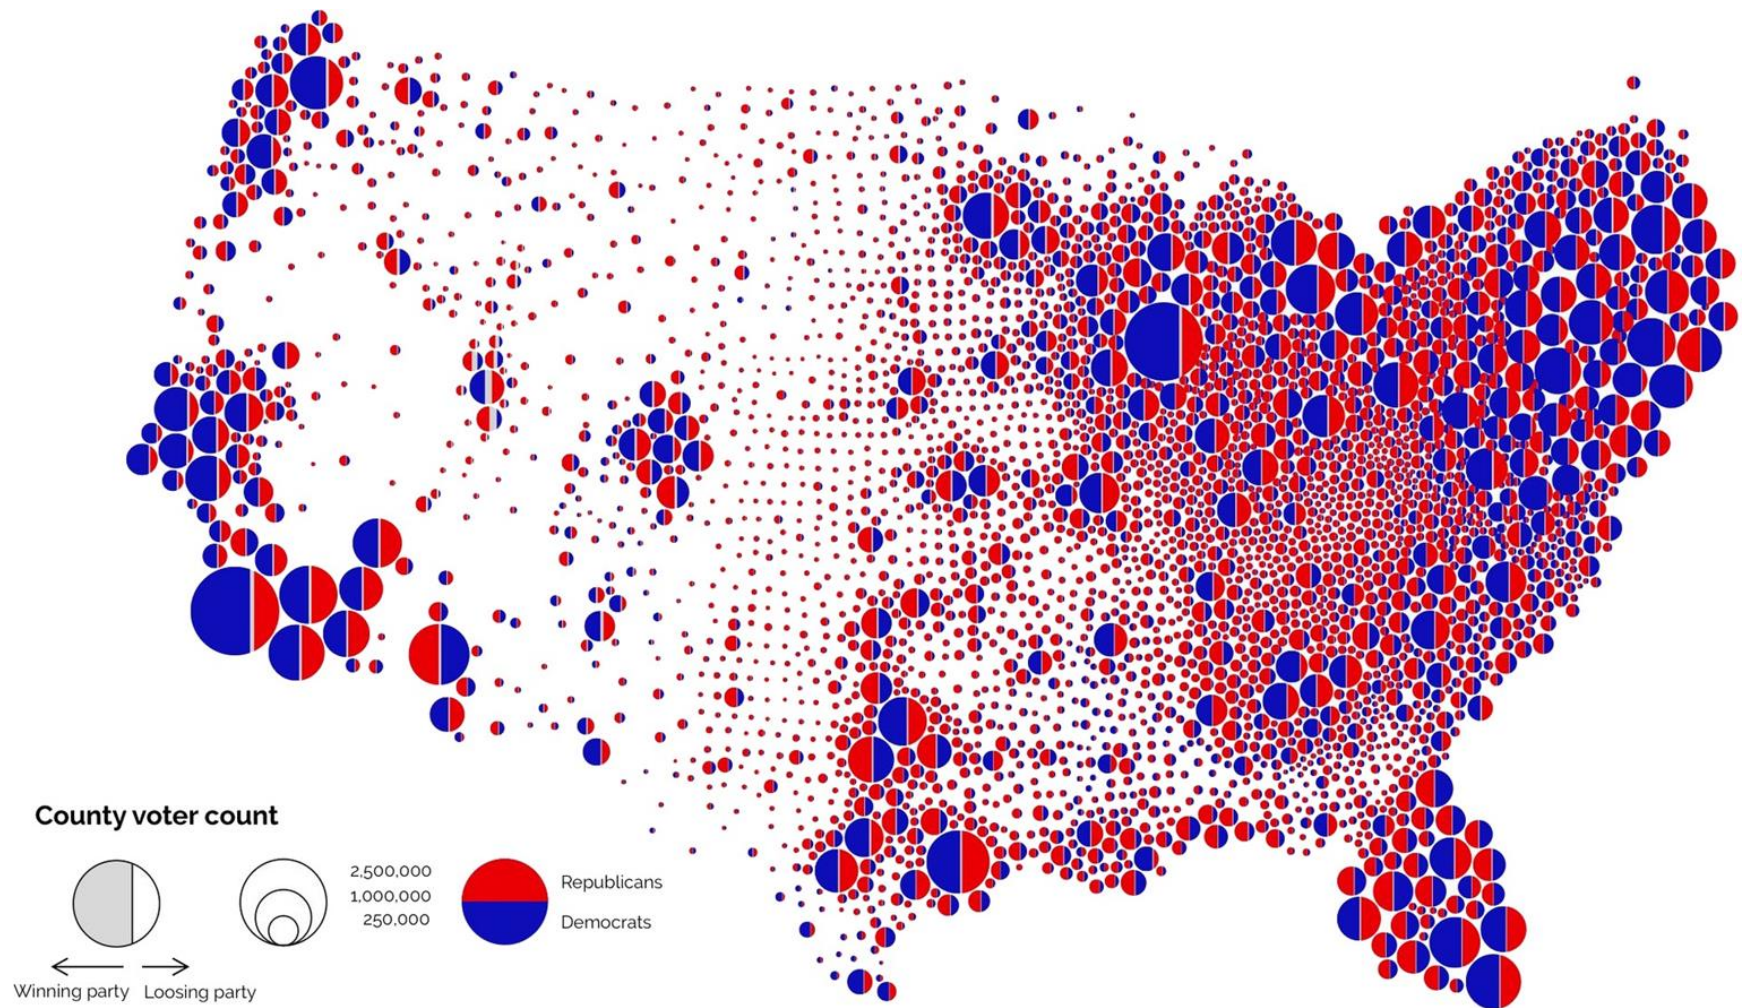 County voter count
2,500,000
1,000,000
250,000
Republicans
Democrats
Winning party
Loosing party